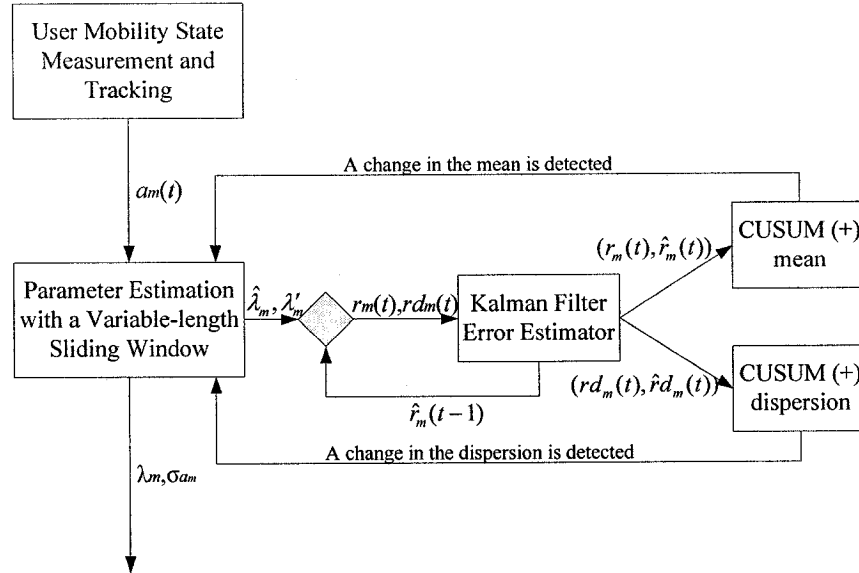 User Mobility State
Measurement and
Tracking
A change in the mean is detected
aₘ(t)
CUSUM (+)
mean
(rₘ(t), r̂ₘ(t))
Parameter Estimation
with a Variable-length
Sliding Window
λ̂ₘ, λ′ₘ
rₘ(t),rdₘ(t)
Kalman Filter
Error Estimator
(rdₘ(t), r̂dₘ(t))
CUSUM (+)
dispersion
r̂ₘ(t−1)
A change in the dispersion is detected
λₘ,σaₘ